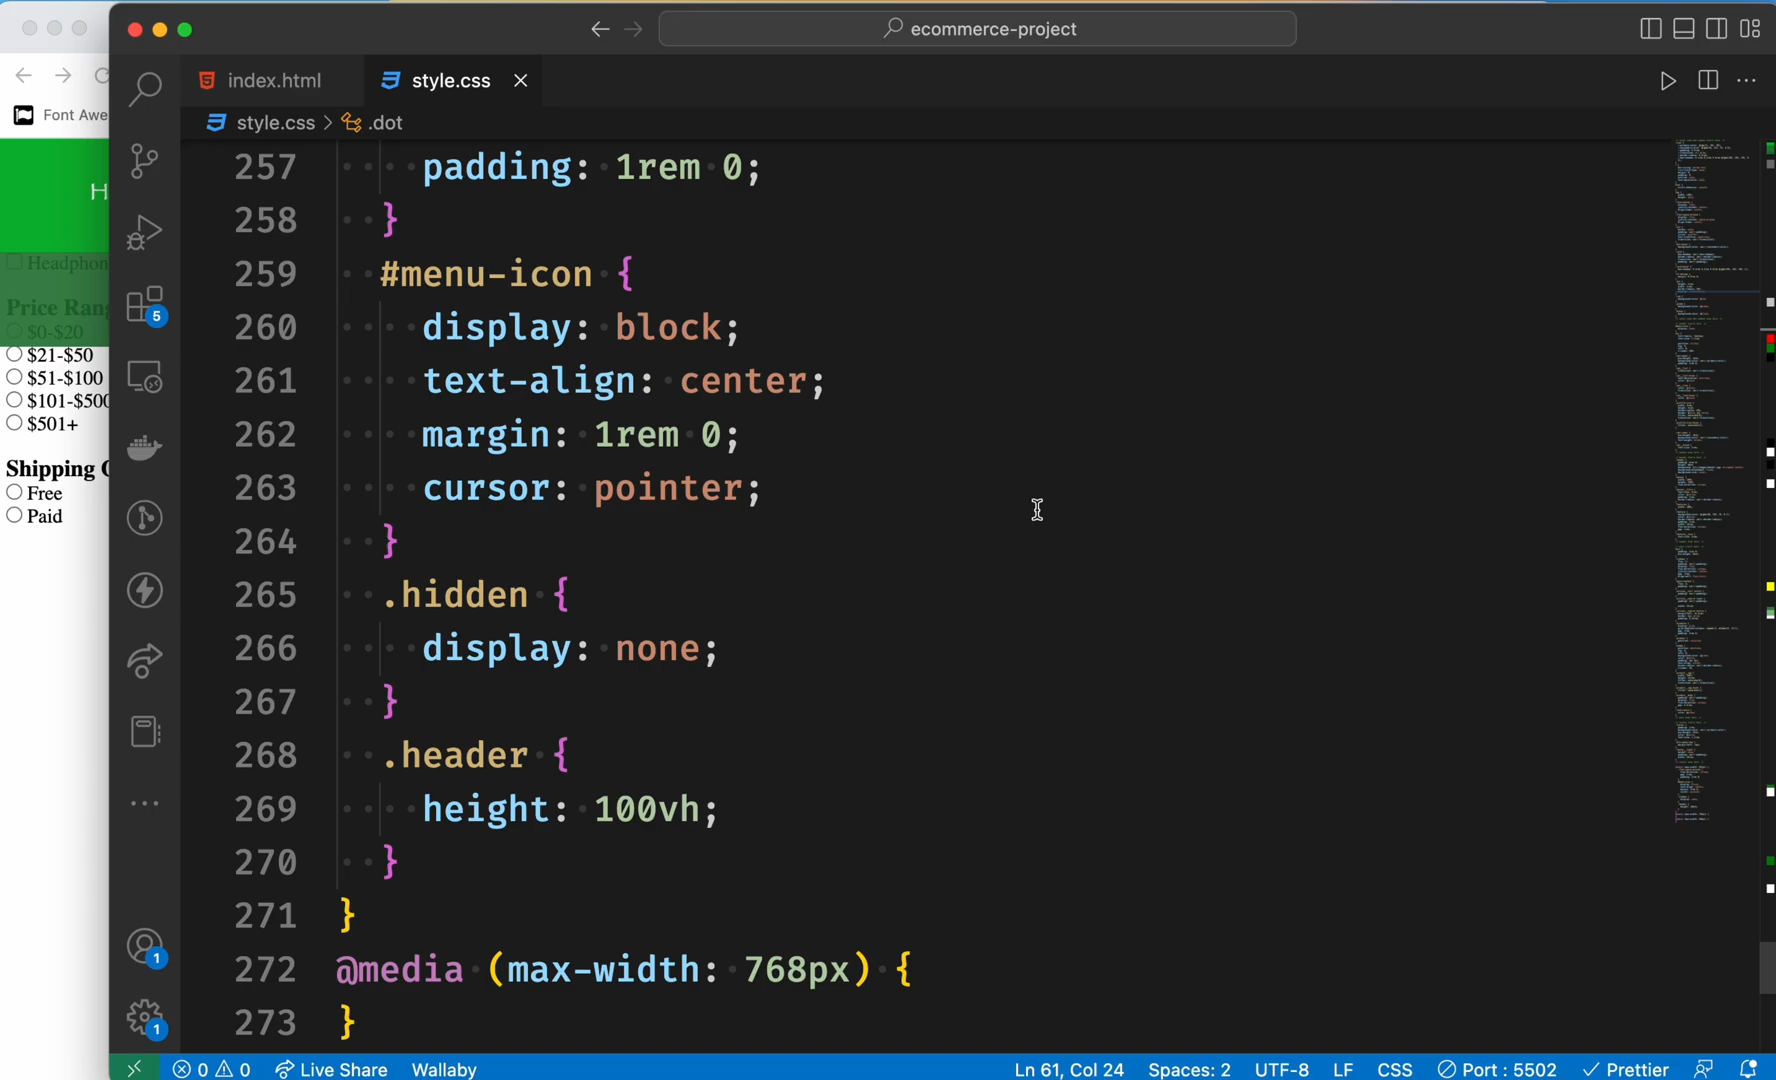 ecommerce-project
index.html
style.css
Font Awe
style.css > .dot
H
Headphon
Price Rang
$0-$20
$21-$50
$51-$100
$101-$500
$501+
Shipping
Free
Paid
5
1
1
257 padding: 1rem 0;
258 }
259 #menu-icon {
260 display: block;
261 text-align: center;
262 margin: 1rem 0;
263 cursor: pointer;
264 }
265 .hidden {
266 display: none;
267 }
268 .header {
269 height: 100vh;
270 }
271 }
272 @media (max-width: 768px) {
273 }
0 0 Live Share Wallaby Ln 61, Col 24 Spaces: 2 UTF-8 LF CSS Port : 5502 Prettier